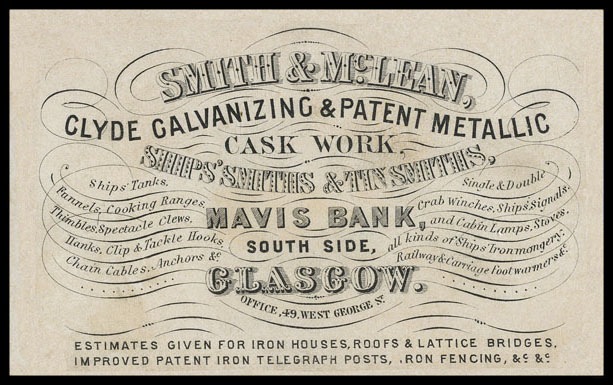 SMITH & McLEAN,
CLYDE GALVANIZING & PATENT METALLIC
CASK WORK,
SHIPS' SMITHS & TIN SMITHS,
Ships' Tanks,
Funnels, Cooking Ranges,
Thimbles, Spectacle Clews,
Hanks, Clip & Tackle Hooks,
Chain Cables, Anchors &c
MAVIS BANK,
SOUTH SIDE,
GLASGOW.
Single & Double
Crab Winches, Ships' Signals,
and Cabin Lamps, Stoves,
all kinds of Ships' Ironmongery:
Railway & Carriage Footwarmers &c
OFFICE, 49, WEST GEORGE ST
ESTIMATES GIVEN FOR IRON HOUSES, ROOFS & LATTICE BRIDGES,
IMPROVED PATENT IRON TELEGRAPH POSTS, IRON FENCING, &c &c